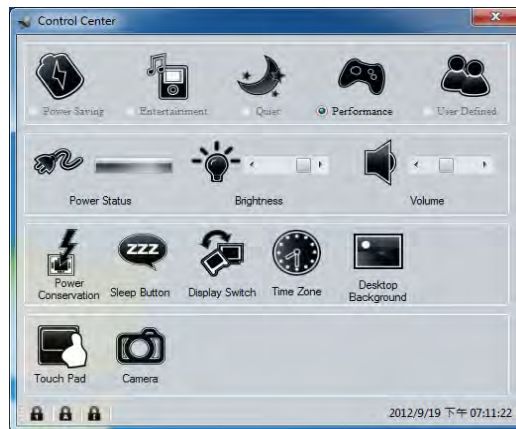 Control Center
Power Saving Entertainment Quiet Performance User Defined
Power Status Brightness Volume
zzz
Power Conservation Sleep Button Display Switch Time Zone Desktop Background
Touch Pad Camera
2012/9/19 下午 07:11:22